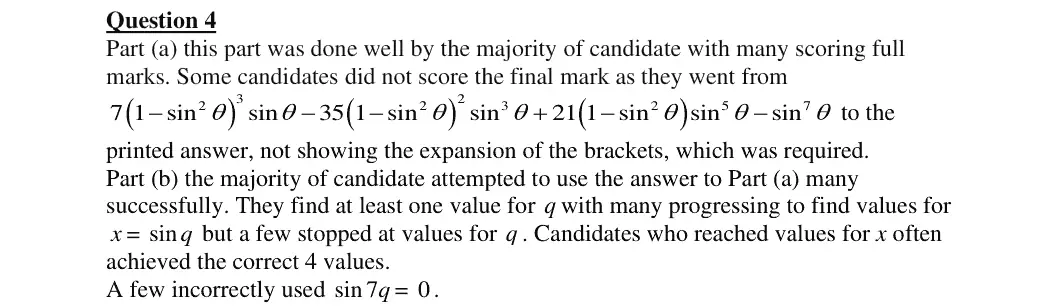 Question 4
Part (a) this part was done well by the majority of candidate with many scoring full
marks. Some candidates did not score the final mark as they went from
7(1 − sin² θ)³ sin θ − 35(1 − sin² θ)² sin³ θ + 21(1 − sin² θ) sin⁵ θ − sin⁷ θ to the
printed answer, not showing the expansion of the brackets, which was required.
Part (b) the majority of candidate attempted to use the answer to Part (a) many
successfully. They find at least one value for q with many progressing to find values for
x = sin q but a few stopped at values for q . Candidates who reached values for x often
achieved the correct 4 values.
A few incorrectly used sin 7q = 0.